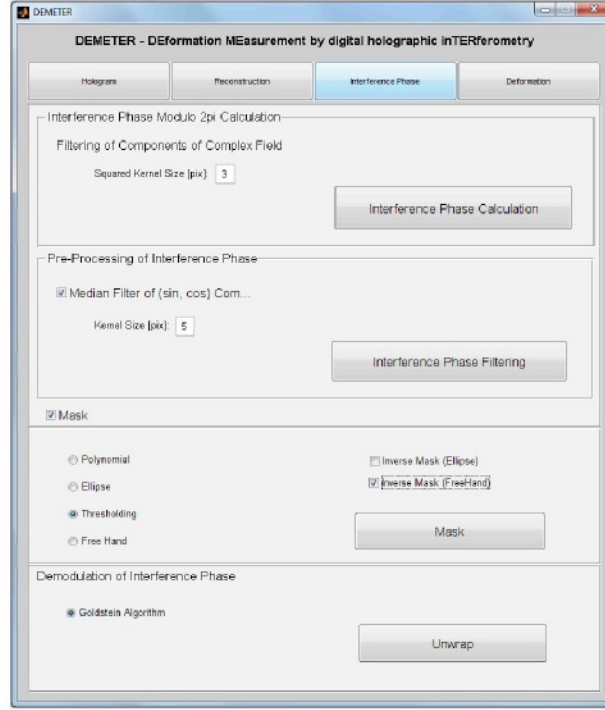 DEMETER
DEMETER - DEformation MEasurement by digital holographic inTERferometry
Hologram
Reconstruction
Interference Phase
Deformation
Interference Phase Modulo 2pi Calculation
Filtering of Components of Complex Field
Squared Kernel Size [pix]: 3
Interference Phase Calculation
Pre-Processing of Interference Phase
Median Filter of (sin, cos) Com...
Kernel Size [pix]: 5
Interference Phase Filtering
Mask
Polynomial
Inverse Mask (Ellipse)
Ellipse
Inverse Mask (FreeHand)
Thresholding
Free Hand
Mask
Demodulation of Interference Phase
Goldstein Algorithm
Unwrap